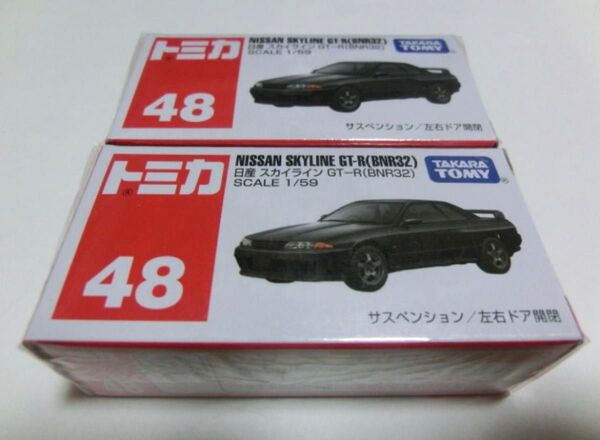 トミカ
48
NISSAN SKYLINE GT-R(BNR32)
日産 スカイライン GT-R(BNR32)
SCALE 1/59
TAKARA
TOMY
サスペンション/左右ドア開閉
トミカ®
48
NISSAN SKYLINE GT-R(BNR32)
日産 スカイライン GT-R(BNR32)
SCALE 1/59
TAKARA
TOMY®
サスペンション/左右ドア開閉
48